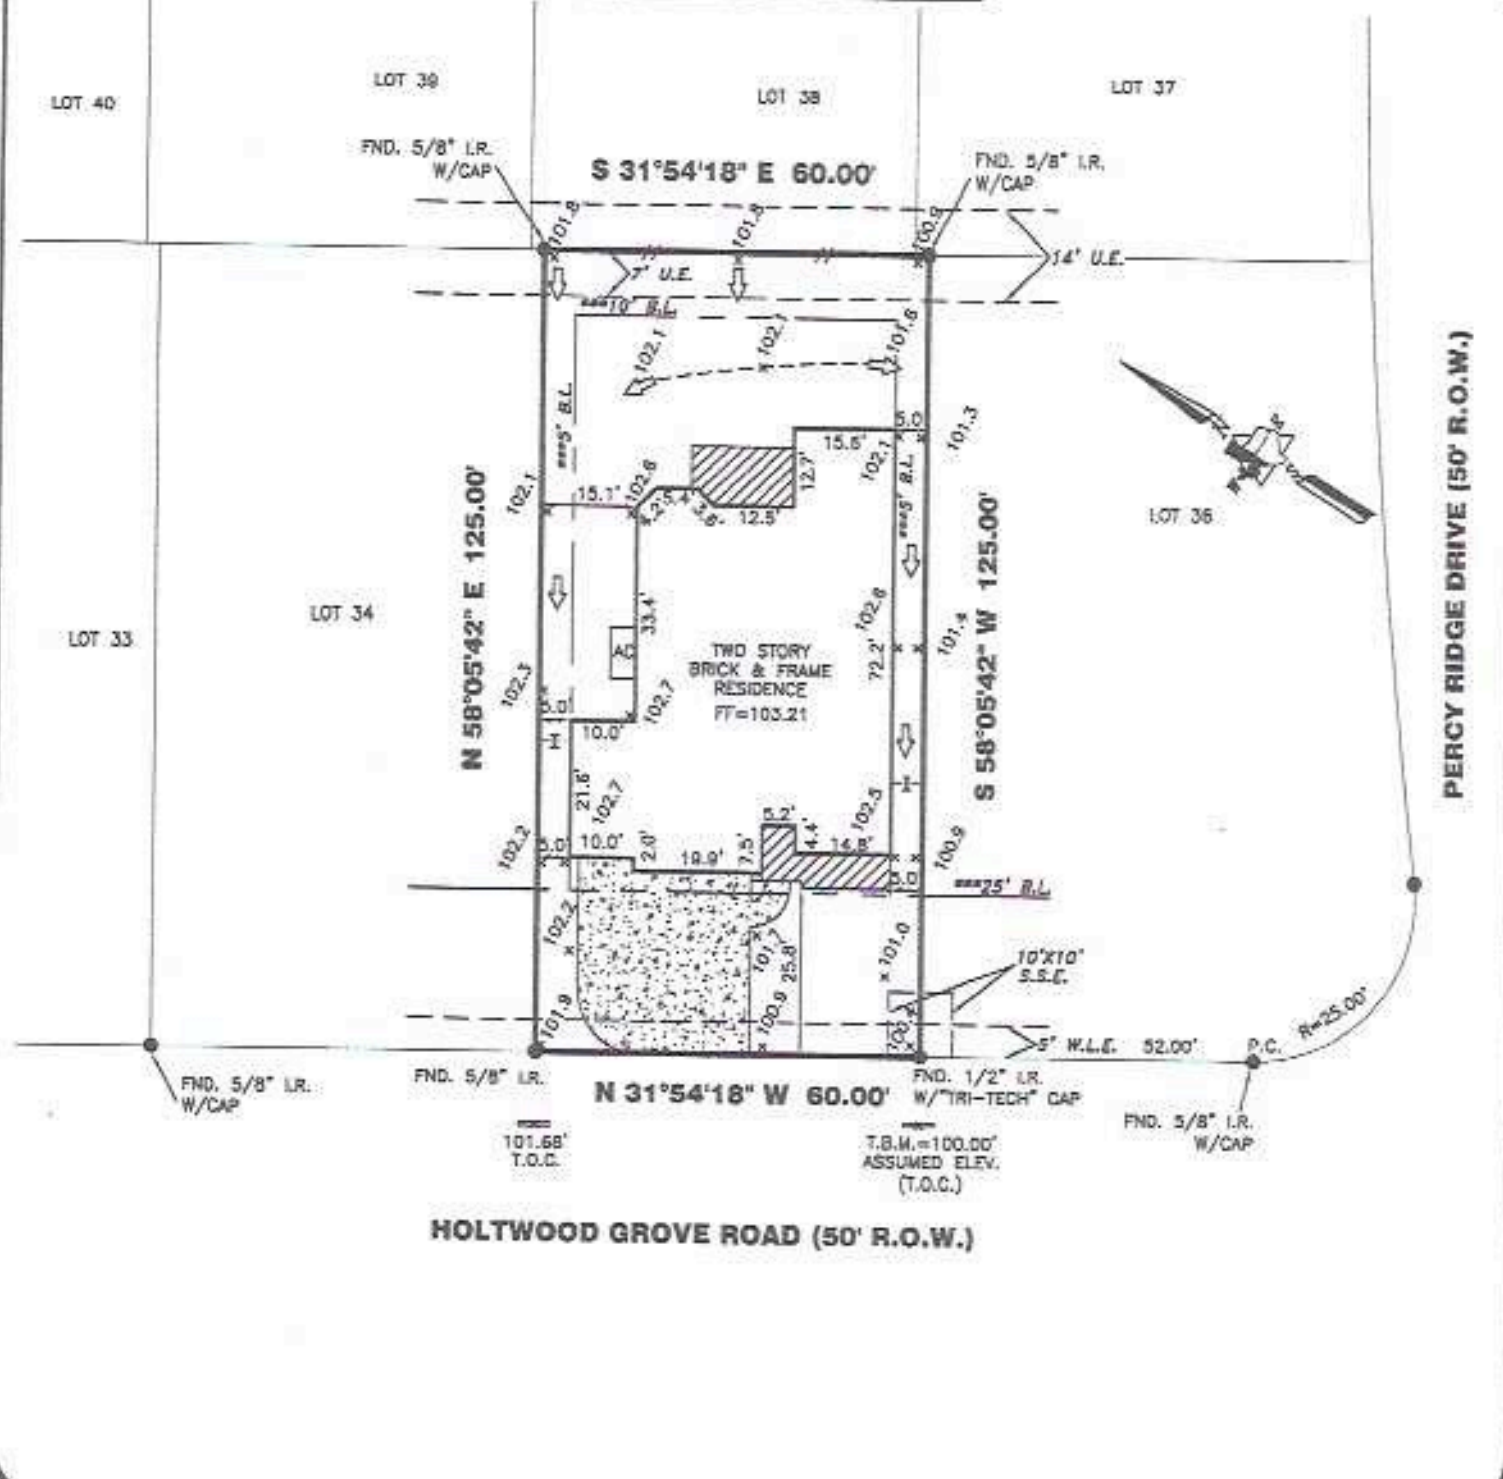 LOT 40
LOT 39
LOT 38
LOT 37
FND. 5/8" I.R.
W/CAP
S 31°54'18" E 60.00'
FND. 5/8" I.R.
W/CAP
101.8
101.8
100.9
7' U.E.
14' U.E.
***10' B.L.
102.1
102.1
101.6
***5' B.L.
5.0
15.6'
102.1
101.3
12.7'
***5' B.L.
102.1
15.1'
102.6
4.2'
5.4'
3.6'
12.5'
LOT 36
N 58°05'42" E 125.00'
S 58°05'42" W 125.00'
PERCY RIDGE DRIVE (50' R.O.W.)
LOT 33
LOT 34
33.4'
AC
TWO STORY
BRICK & FRAME
RESIDENCE
FF=103.21
72.2'
102.6
101.4
102.3
5.0'
10.0'
102.7
21.6'
102.7
102.5
102.2
5.0'
10.0'
2.0'
19.9'
7.5'
5.2'
4.4'
14.8'
5.0'
100.9
***25' B.L.
102.2
101.7
25.8'
101.0
10'X10'
S.S.E.
101.9
100.9
5' W.L.E.
52.00'
P.C.
R=25.00'
FND. 5/8" I.R.
W/CAP
FND. 5/8" I.R.
N 31°54'18" W 60.00'
FND. 1/2" I.R.
W/"TRI-TECH" CAP
FND. 5/8" I.R.
W/CAP
101.68'
T.O.C.
T.B.M.=100.00'
ASSUMED ELEV.
(T.O.C.)
HOLTWOOD GROVE ROAD (50' R.O.W.)